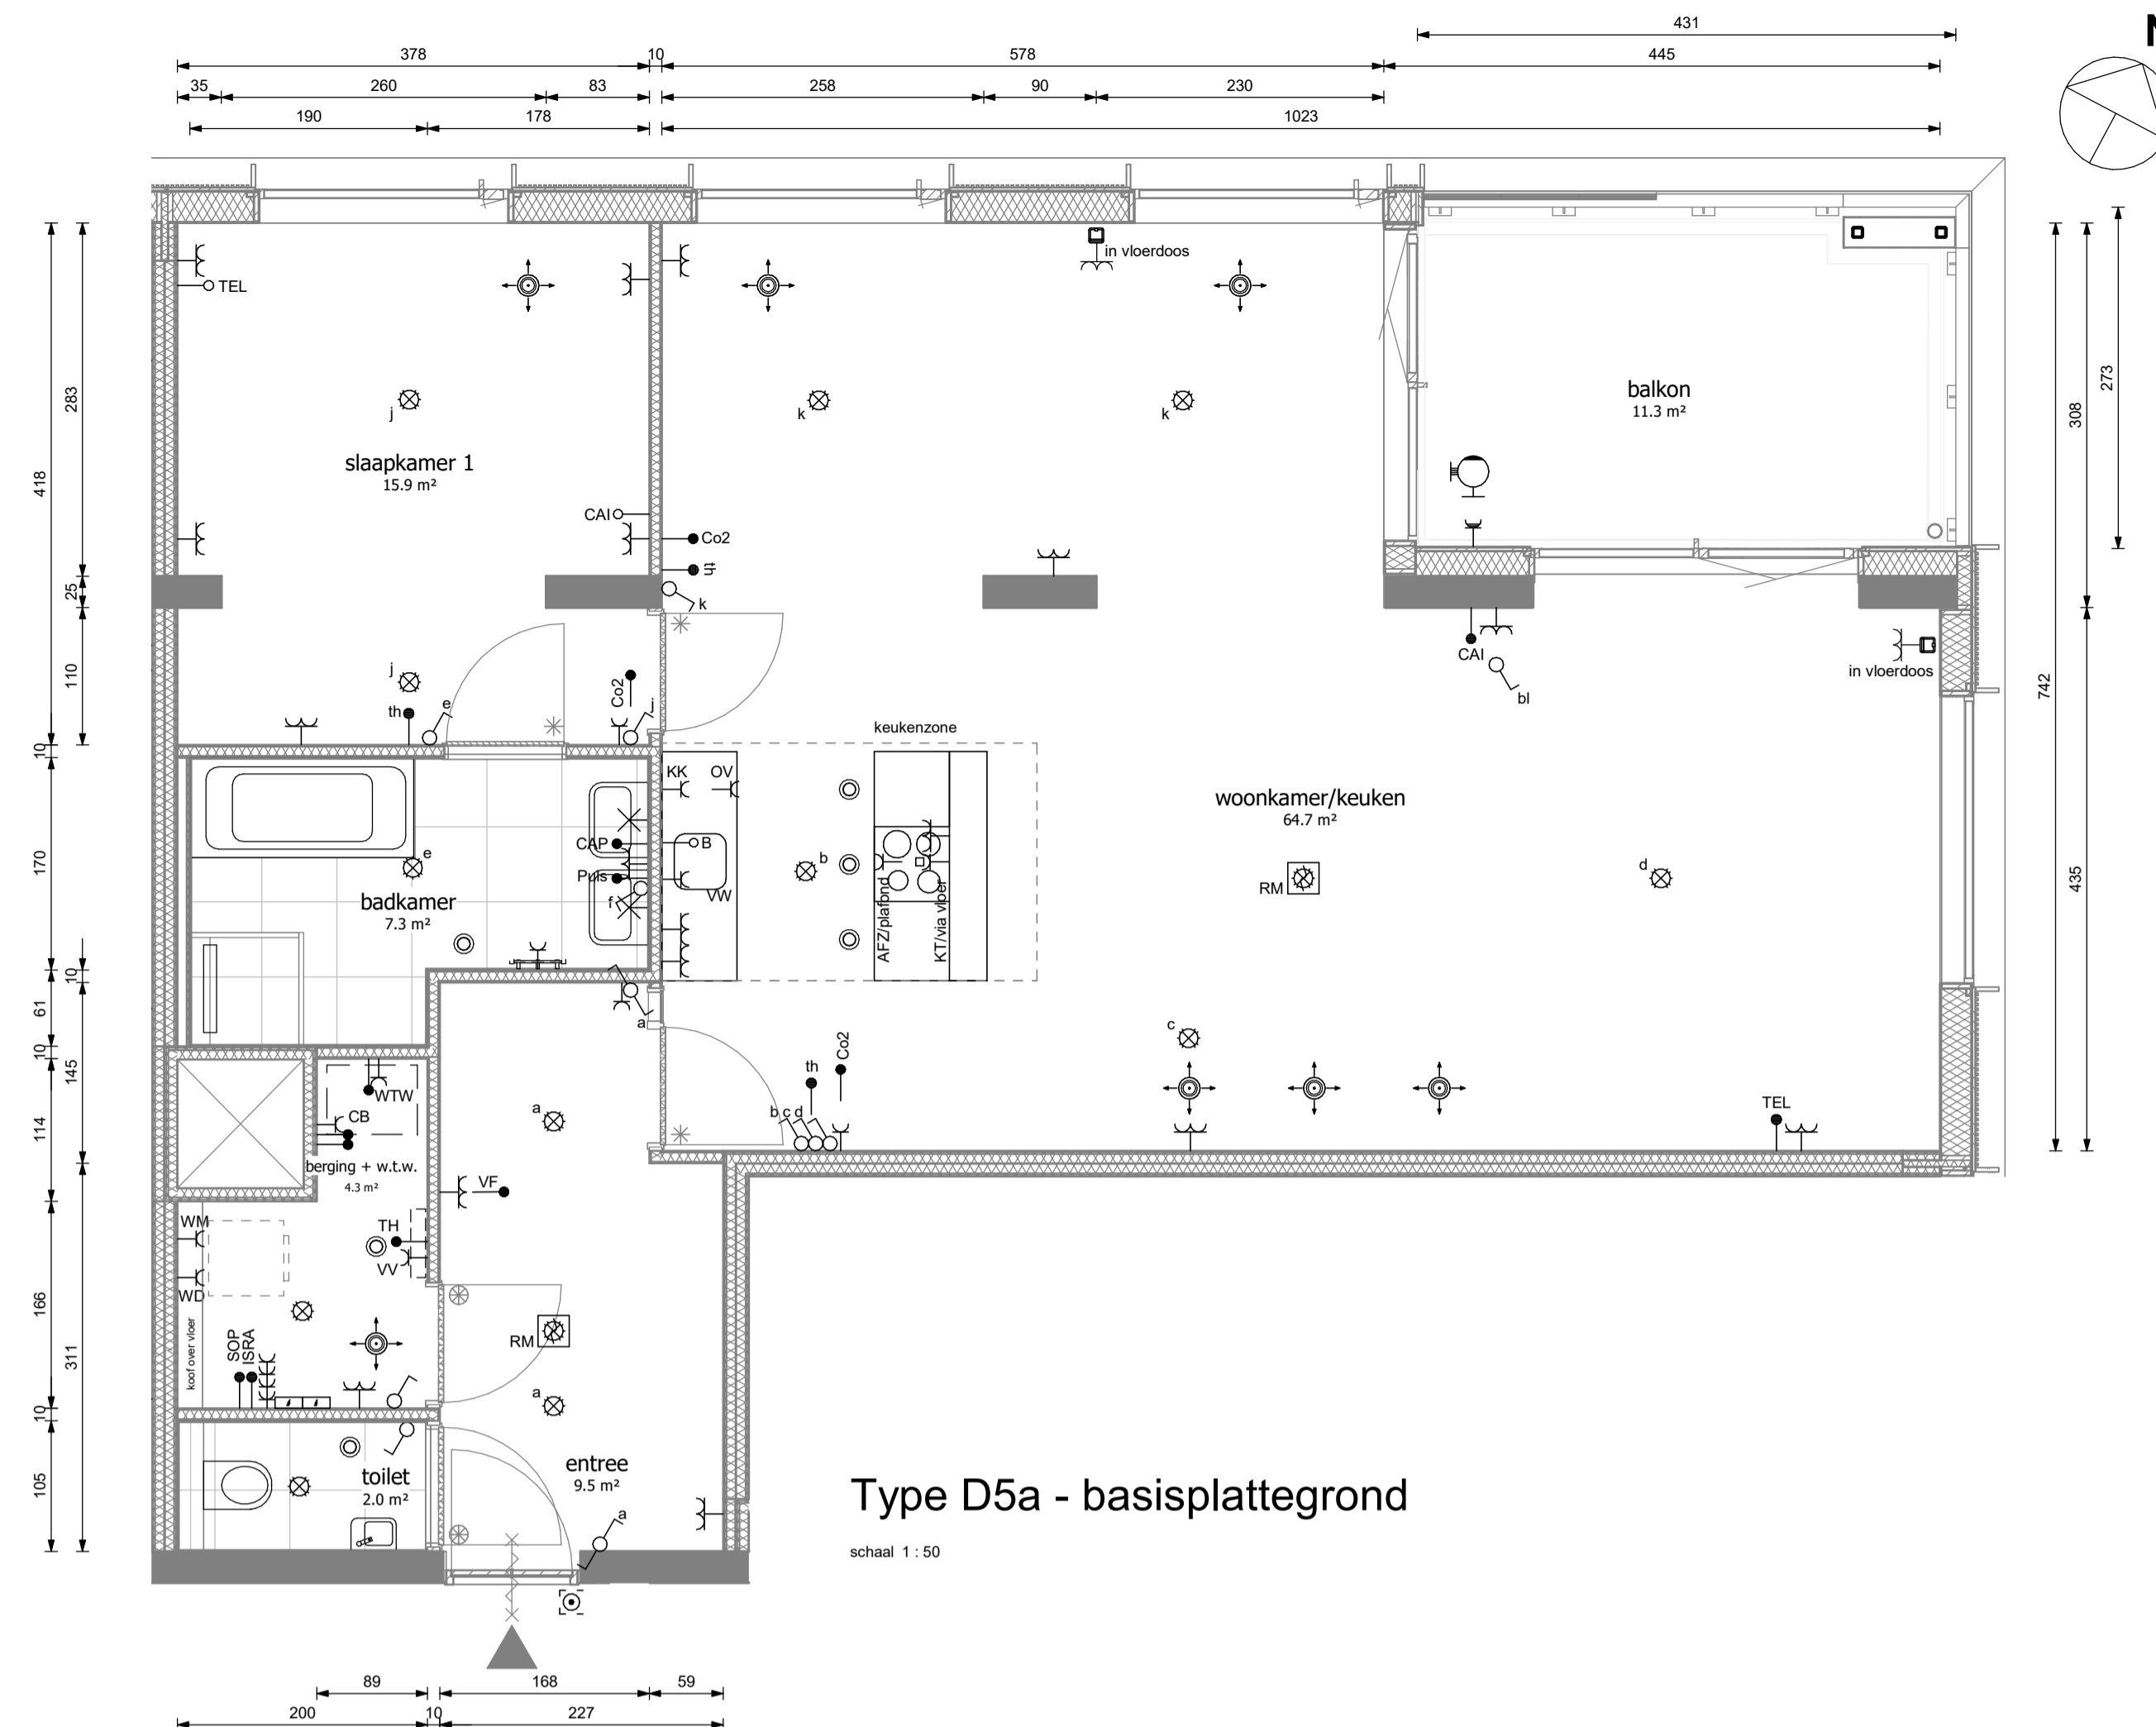 431
378
10
578
445
35
260
83
258
90
230
190
178
1023
N
in vloerdoos
TEL
283
273
308
418
j
k
k
balkon
11.3 m²
slaapkamer 1
15.9 m²
CAI
Co2
th
k
25
CAI
in vloerdoos
bl
110
j
th
e
Co2
j
742
keukenzone
10
KK
OV
woonkamer/keuken
64.7 m²
170
CAP
B
e
b
RM
d
435
Puls
VW
f
badkamer
7.3 m²
AFZ/plafond
KT/via vloer
10
61
a
c
10
145
th
Co2
WTW
CB
a
b c d
TEL
114
berging + w.t.w.
4.3 m²
VF
WM
TH
VV
WD
166
RM
koof over vloer
SOP
ISRA
311
a
10
toilet
2.0 m²
entree
9.5 m²
105
a
Type D5a - basisplattegrond
schaal 1 : 50
89
168
59
200
10
227